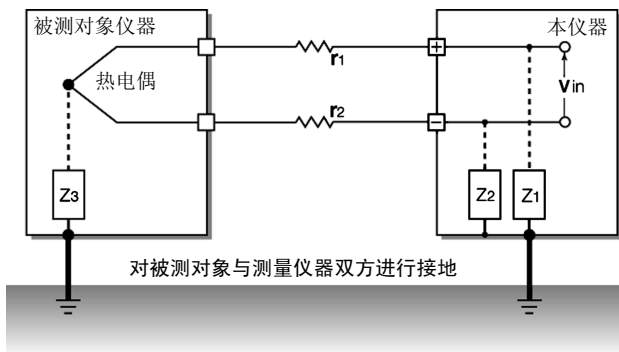 被测对象仪器
本仪器
热电偶
r1
r2
+
−
Vin
Z3
Z2
Z1
对被测对象与测量仪器双方进行接地